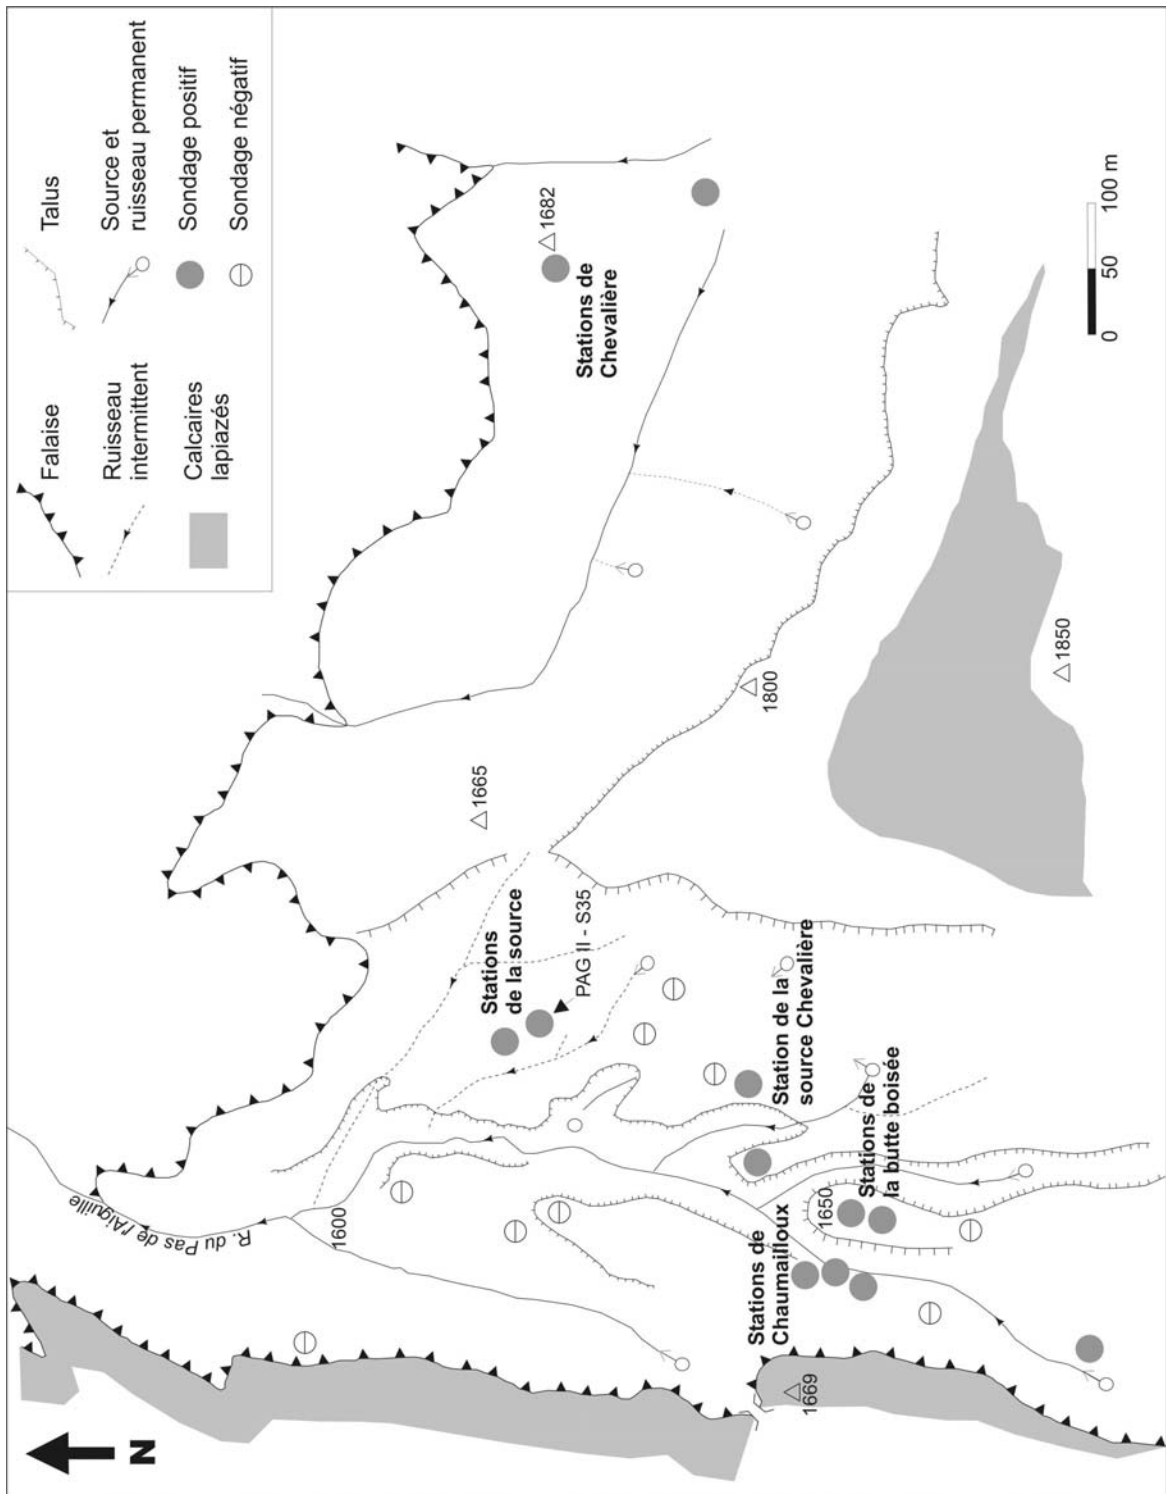 Falaise
Talus
Ruisseau
intermittent
Source et
ruisseau permanent
Calcaires
lapiazés
Sondage positif
Sondage négatif
1682
Stations de
Chevalière
0
50
100 m
1850
1800
1665
Stations
de la source
PAG II - S35
Station de la
source Chevalière
Stations de
la butte boisée
1650
R. du Pas de l'Aiguille
1600
Stations de
Chaumailloux
1669
N